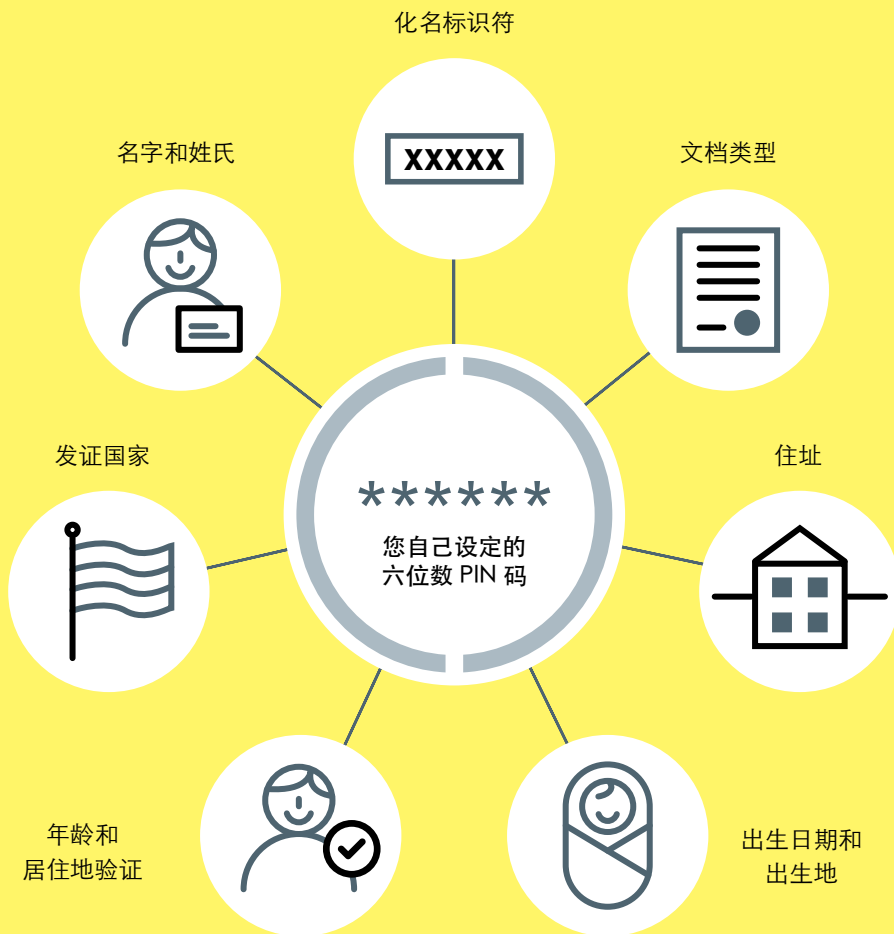 化名标识符
XXXXX
名字和姓氏
文档类型
发证国家
住址
******
您自己设定的
六位数 PIN 码
年龄和
居住地验证
出生日期和
出生地